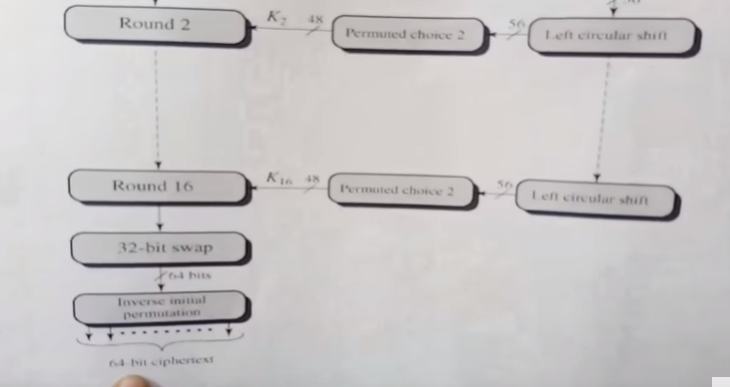 Round 2
K₂ 48
Permuted choice 2
56
Left circular shift
Round 16
K₁₆ 48
Permuted choice 2
56
Left circular shift
32-bit swap
64 bits
Inverse initial
permutation
64-bit ciphertext